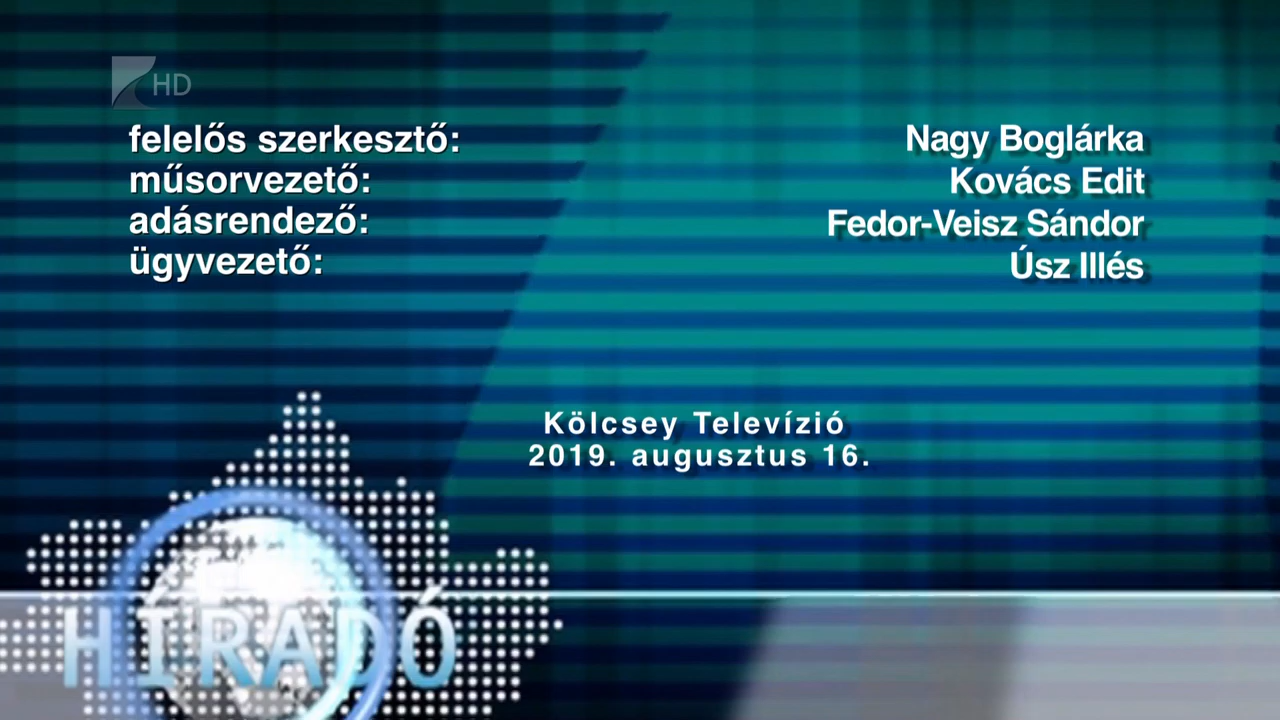 HD
felelős szerkesztő: Nagy Boglárka
műsorvezető: Kovács Edit
adásrendező: Fedor-Veisz Sándor
ügyvezető: Úsz Illés
Kölcsey Televízió
2019. augusztus 16.
HÍRADÓ